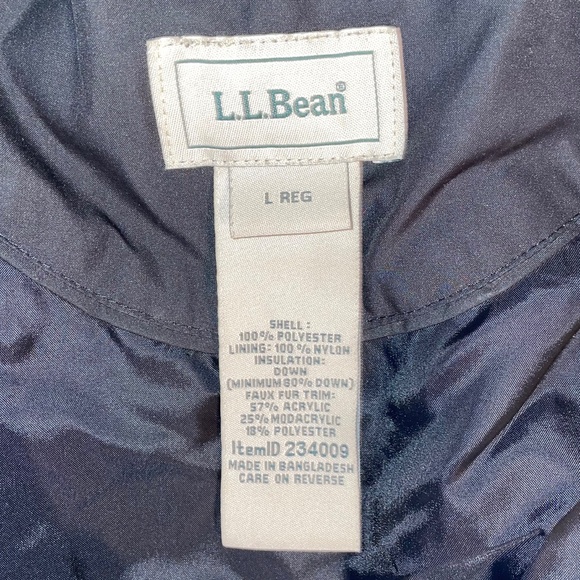 L.L.Bean®
L REG
SHELL:
100% POLYESTER
LINING: 100% NYLON
INSULATION:
DOWN
(MINIMUM 80% DOWN)
FAUX FUR TRIM:
57% ACRYLIC
25% MODACRYLIC
18% POLYESTER
ItemID 234009
MADE IN BANGLADESH
CARE ON REVERSE